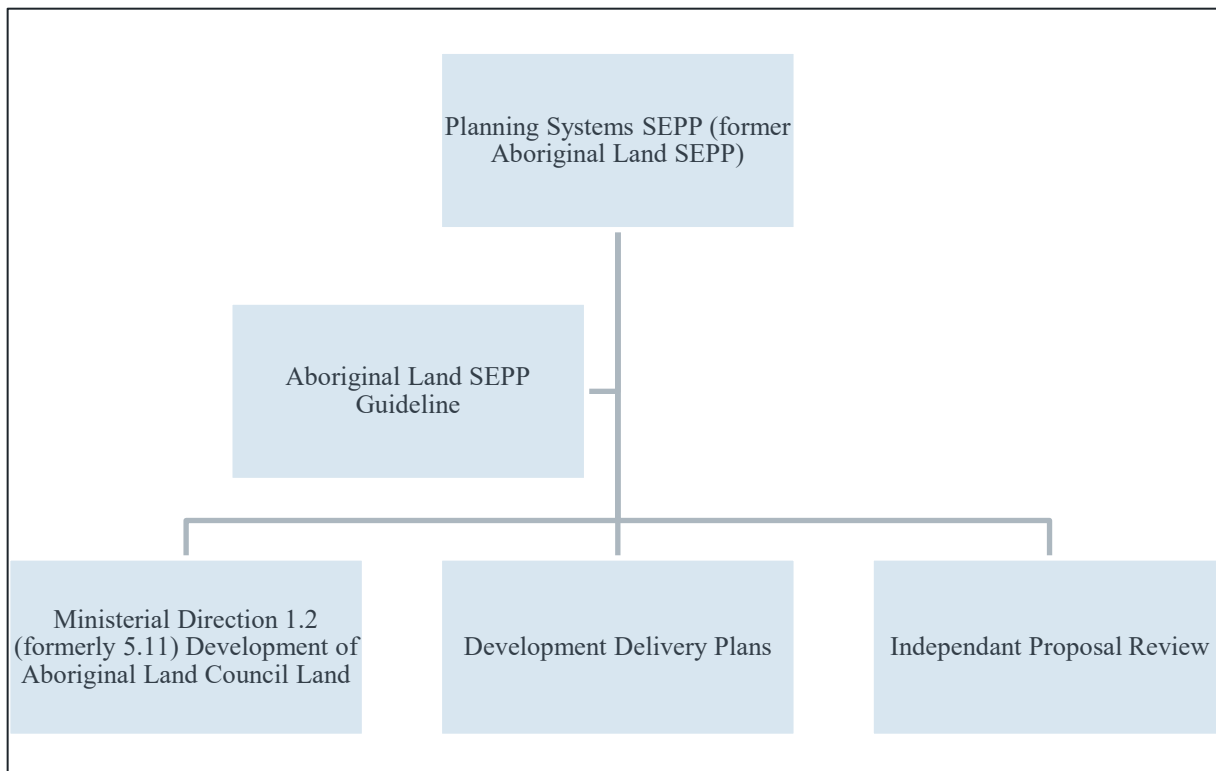 Planning Systems SEPP (former
Aboriginal Land SEPP)
Aboriginal Land SEPP
Guideline
Ministerial Direction 1.2
(formerly 5.11) Development of
Aboriginal Land Council Land
Development Delivery Plans
Independant Proposal Review